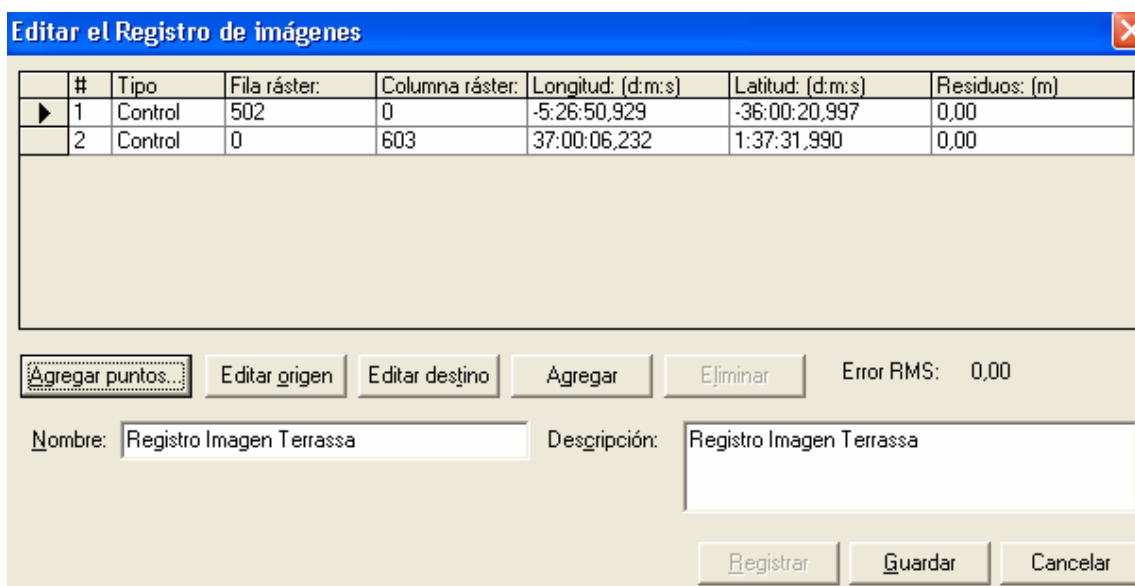 Editar el Registro de imágenes
# Tipo Fila ráster: Columna ráster: Longitud: (d:m:s) Latitud: (d:m:s) Residuos: (m)
1 Control 502 0 -5:26:50,929 -36:00:20,997 0,00
2 Control 0 603 37:00:06,232 1:37:31,990 0,00
Agregar puntos... Editar origen Editar destino Agregar Eliminar Error RMS: 0,00
Nombre: Registro Imagen Terrassa Descripción: Registro Imagen Terrassa
Registrar Guardar Cancelar